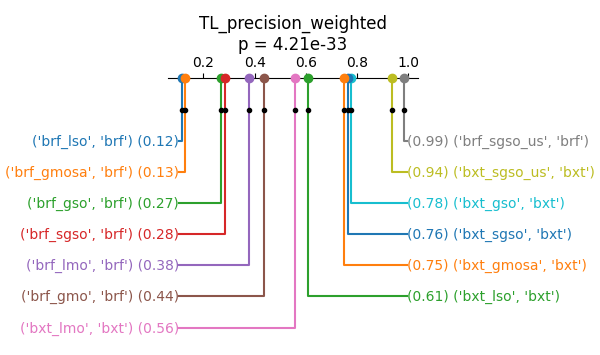 TL_precision_weighted
p = 4.21e-33
0.2 0.4 0.6 0.8 1.0
('brf_lso', 'brf') (0.12) (0.99) ('brf_sgso_us', 'brf')
('brf_gmosa', 'brf') (0.13) (0.94) ('bxt_sgso_us', 'bxt')
('brf_gso', 'brf') (0.27) (0.78) ('bxt_gso', 'bxt')
('brf_sgso', 'brf') (0.28) (0.76) ('bxt_sgso', 'bxt')
('brf_lmo', 'brf') (0.38) (0.75) ('bxt_gmosa', 'bxt')
('brf_gmo', 'brf') (0.44) (0.61) ('bxt_lso', 'bxt')
('bxt_lmo', 'bxt') (0.56)